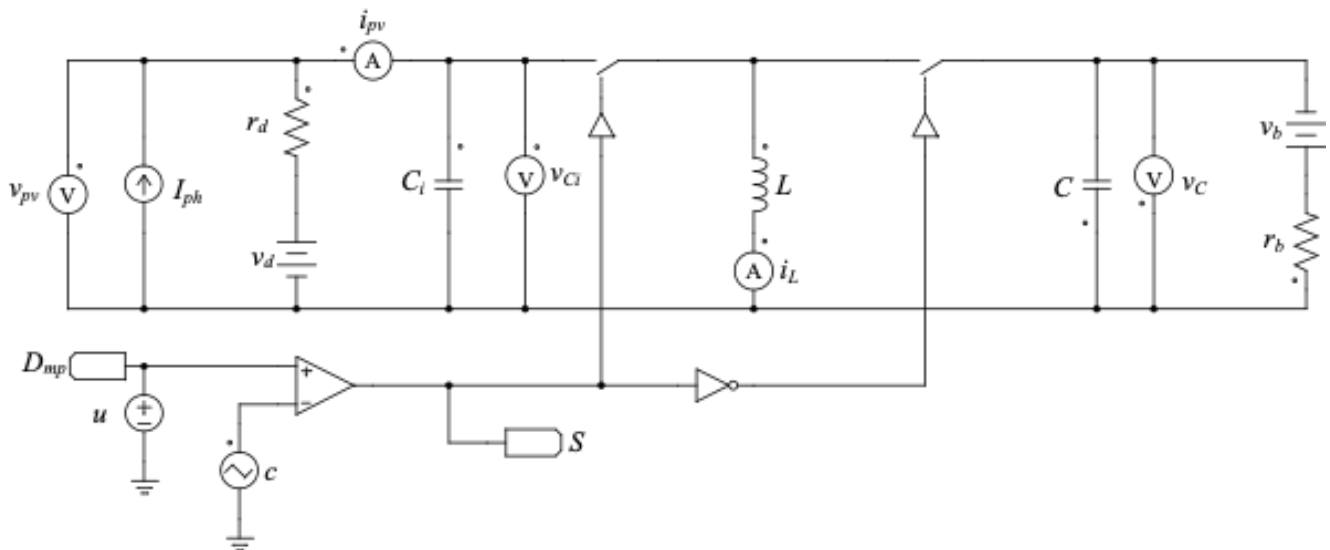 i_pv
A
r_d
v_pv
V
I_ph
v_d
C_i
V
v_Ci
L
A
i_L
C
V
v_C
v_b
r_b
D_mp
u
+
−
+
−
c
S